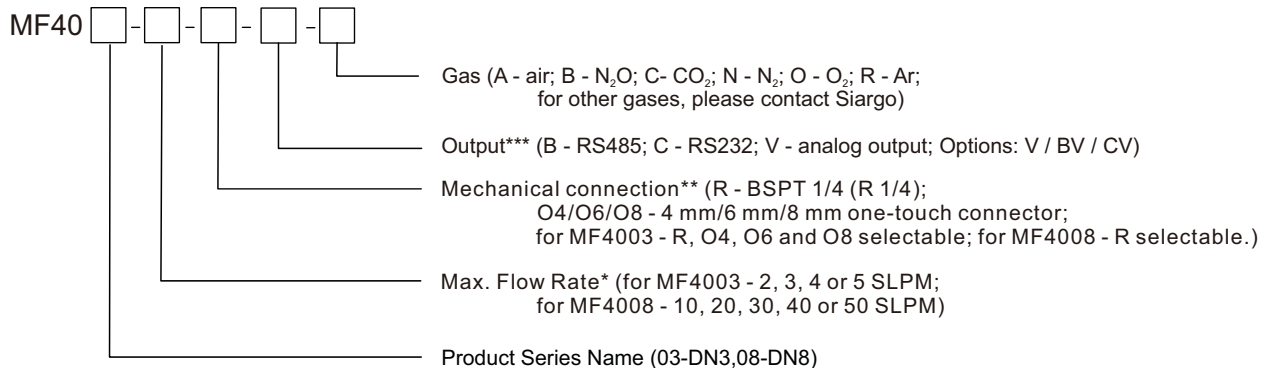 MF40 - - - -
Gas (A - air; B - N₂O; C- CO₂; N - N₂; O - O₂; R - Ar;
for other gases, please contact Siargo)
Output*** (B - RS485; C - RS232; V - analog output; Options: V / BV / CV)
Mechanical connection** (R - BSPT 1/4 (R 1/4);
O4/O6/O8 - 4 mm/6 mm/8 mm one-touch connector;
for MF4003 - R, O4, O6 and O8 selectable; for MF4008 - R selectable.)
Max. Flow Rate* (for MF4003 - 2, 3, 4 or 5 SLPM;
for MF4008 - 10, 20, 30, 40 or 50 SLPM)
Product Series Name (03-DN3,08-DN8)